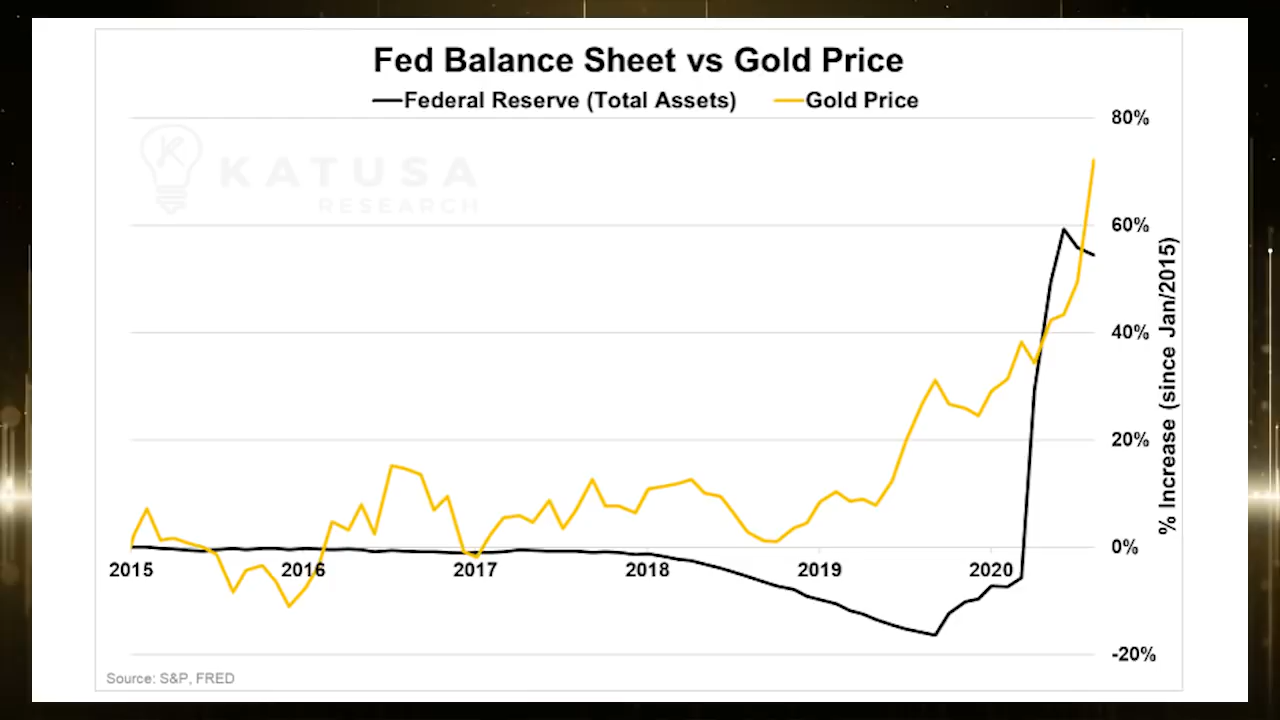 Fed Balance Sheet vs Gold Price
Federal Reserve (Total Assets) Gold Price
KATUSA
RESEARCH
80%
60%
40%
20%
0%
-20%
% Increase (since Jan/2015)
2015 2016 2017 2018 2019 2020
Source: S&P, FRED